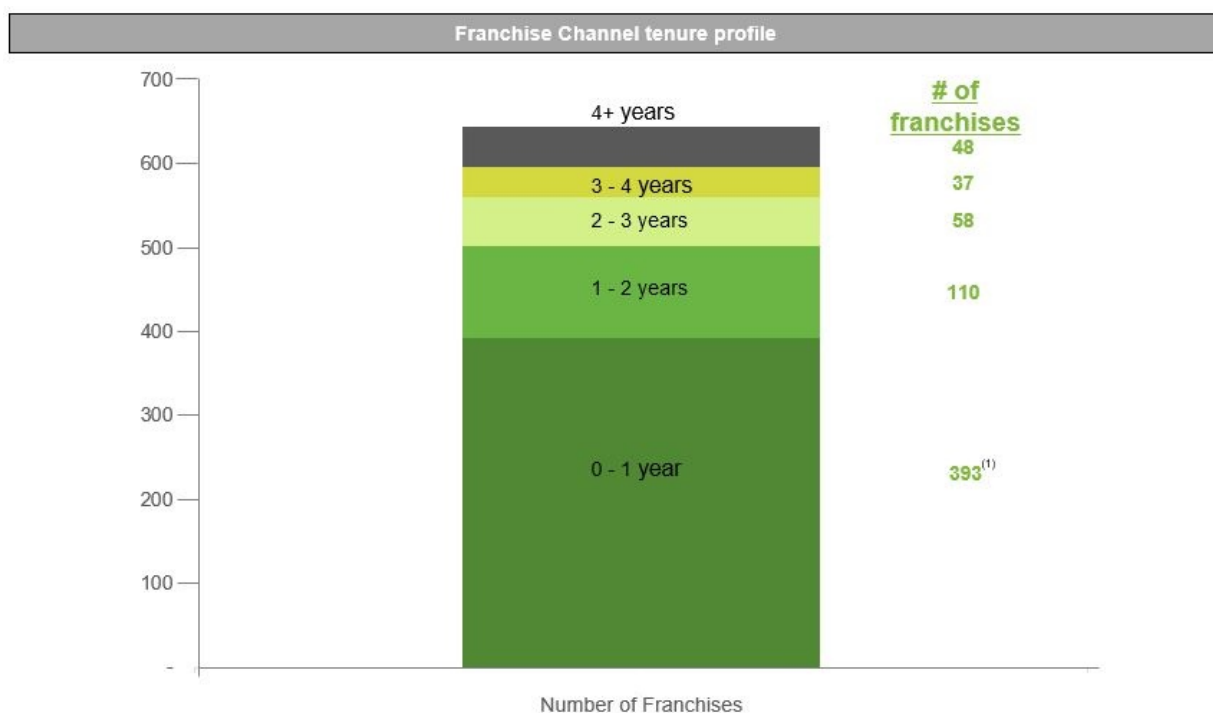 Franchise Channel tenure profile
700
600
500
400
300
200
100
-
4+ years
3 - 4 years
2 - 3 years
1 - 2 years
0 - 1 year
# of
franchises
48
37
58
110
393(1)
Number of Franchises